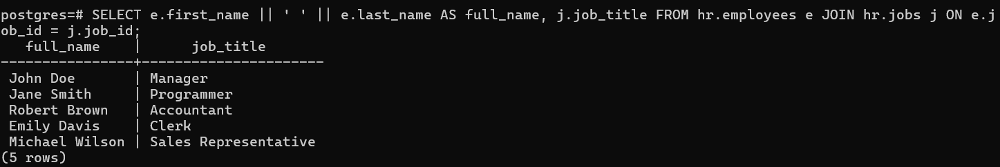 postgres=# SELECT e.first_name || ' ' || e.last_name AS full_name, j.job_title FROM hr.employees e JOIN hr.jobs j ON e.j
ob_id = j.job_id;
   full_name    |      job_title
----------------+----------------------
 John Doe       | Manager
 Jane Smith     | Programmer
 Robert Brown   | Accountant
 Emily Davis    | Clerk
 Michael Wilson | Sales Representative
(5 rows)